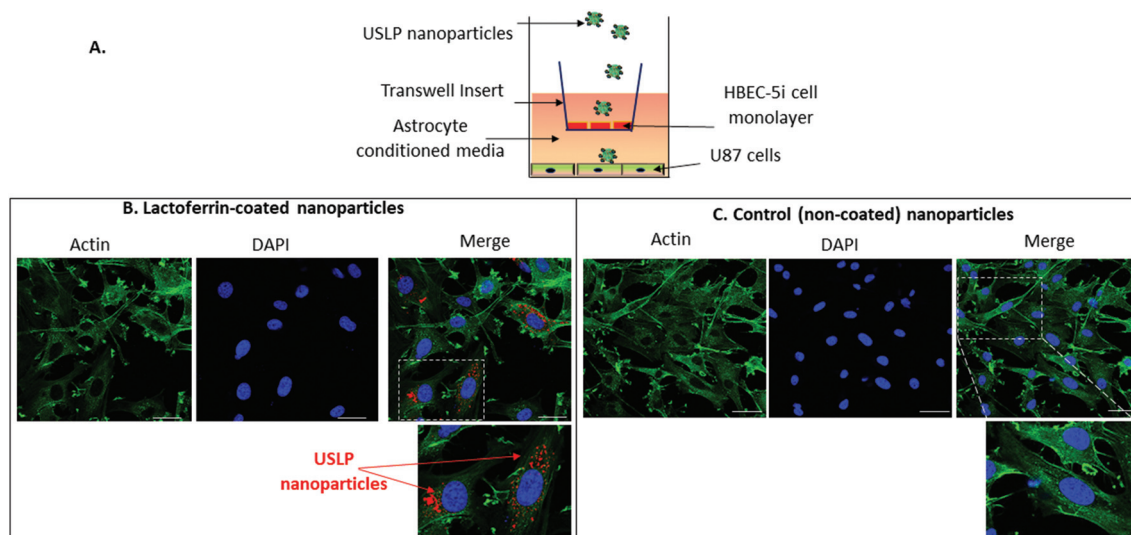 A.
USLP nanoparticles
Transwell Insert
Astrocyte
conditioned media
HBEC-5i cell
monolayer
U87 cells
B. Lactoferrin-coated nanoparticles
Actin
DAPI
Merge
USLP
nanoparticles
C. Control (non-coated) nanoparticles
Actin
DAPI
Merge